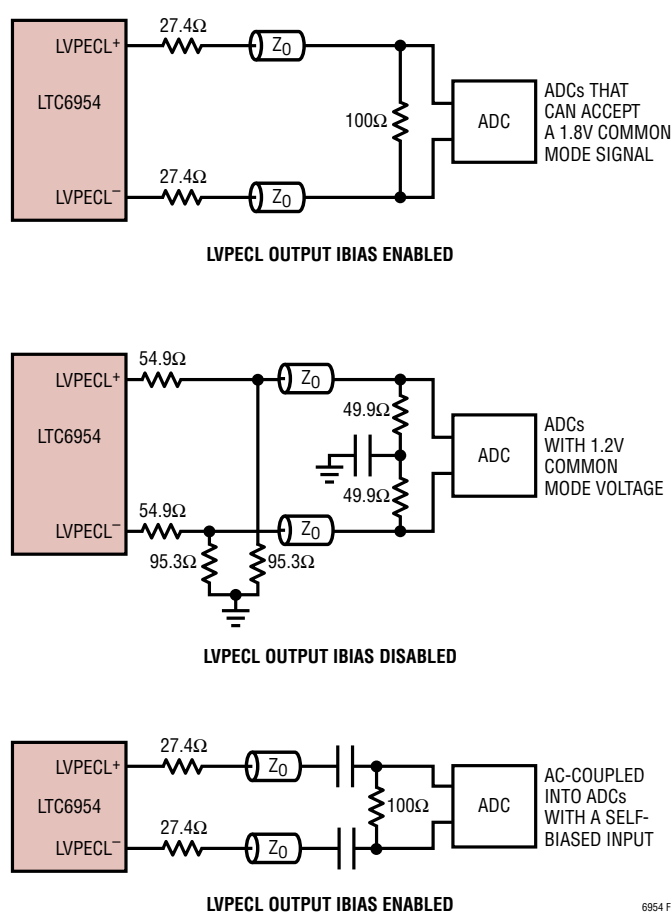 27.4Ω
LVPECL+
Z0
LTC6954
100Ω
ADC
ADCs THAT
CAN ACCEPT
A 1.8V COMMON
MODE SIGNAL
LVPECL–
27.4Ω
Z0
LVPECL OUTPUT IBIAS ENABLED
54.9Ω
LVPECL+
Z0
49.9Ω
LTC6954
ADC
ADCs
WITH 1.2V
COMMON
MODE VOLTAGE
49.9Ω
54.9Ω
LVPECL–
Z0
95.3Ω
95.3Ω
LVPECL OUTPUT IBIAS DISABLED
27.4Ω
LVPECL+
Z0
LTC6954
100Ω
ADC
AC-COUPLED
INTO ADCs
WITH A SELF-
BIASED INPUT
27.4Ω
LVPECL–
Z0
LVPECL OUTPUT IBIAS ENABLED
6954 F